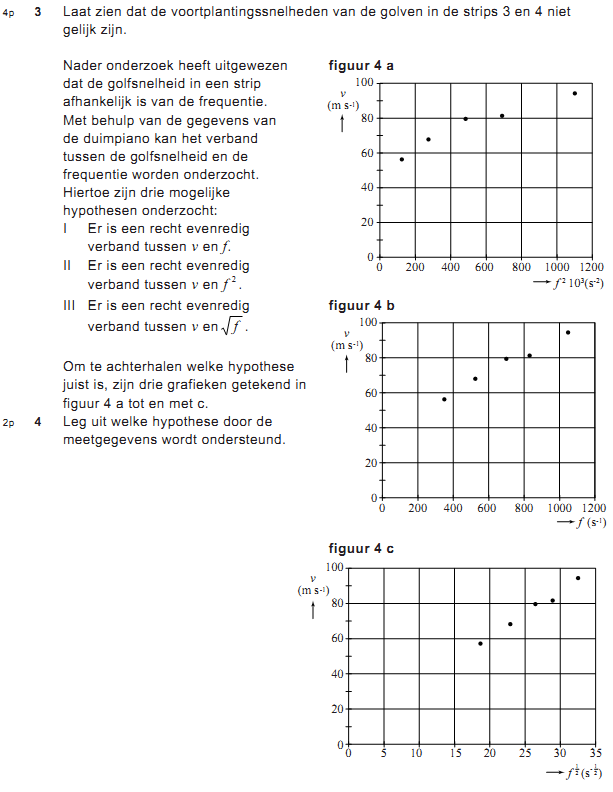 4p 3 Laat zien dat de voortplantingssnelheden van de golven in de strips 3 en 4 niet
gelijk zijn.
Nader onderzoek heeft uitgewezen
dat de golfsnelheid in een strip
afhankelijk is van de frequentie.
Met behulp van de gegevens van
de duimpiano kan het verband
tussen de golfsnelheid en de
frequentie worden onderzocht.
Hiertoe zijn drie mogelijke
hypothesen onderzocht:
I Er is een recht evenredig
verband tussen v en f.
II Er is een recht evenredig
verband tussen v en f².
III Er is een recht evenredig
verband tussen v en √f.
Om te achterhalen welke hypothese
juist is, zijn drie grafieken getekend in
figuur 4 a tot en met c.
2p 4 Leg uit welke hypothese door de
meetgegevens wordt ondersteund.
figuur 4 a
v
(m s-1)
100
80
60
40
20
0
0 200 400 600 800 1000 1200
f² 10³(s-2)
figuur 4 b
v
(m s-1)
100
80
60
40
20
0
0 200 400 600 800 1000 1200
f (s-1)
figuur 4 c
v
(m s-1)
100
80
60
40
20
0
0 5 10 15 20 25 30 35
f½(s-½)